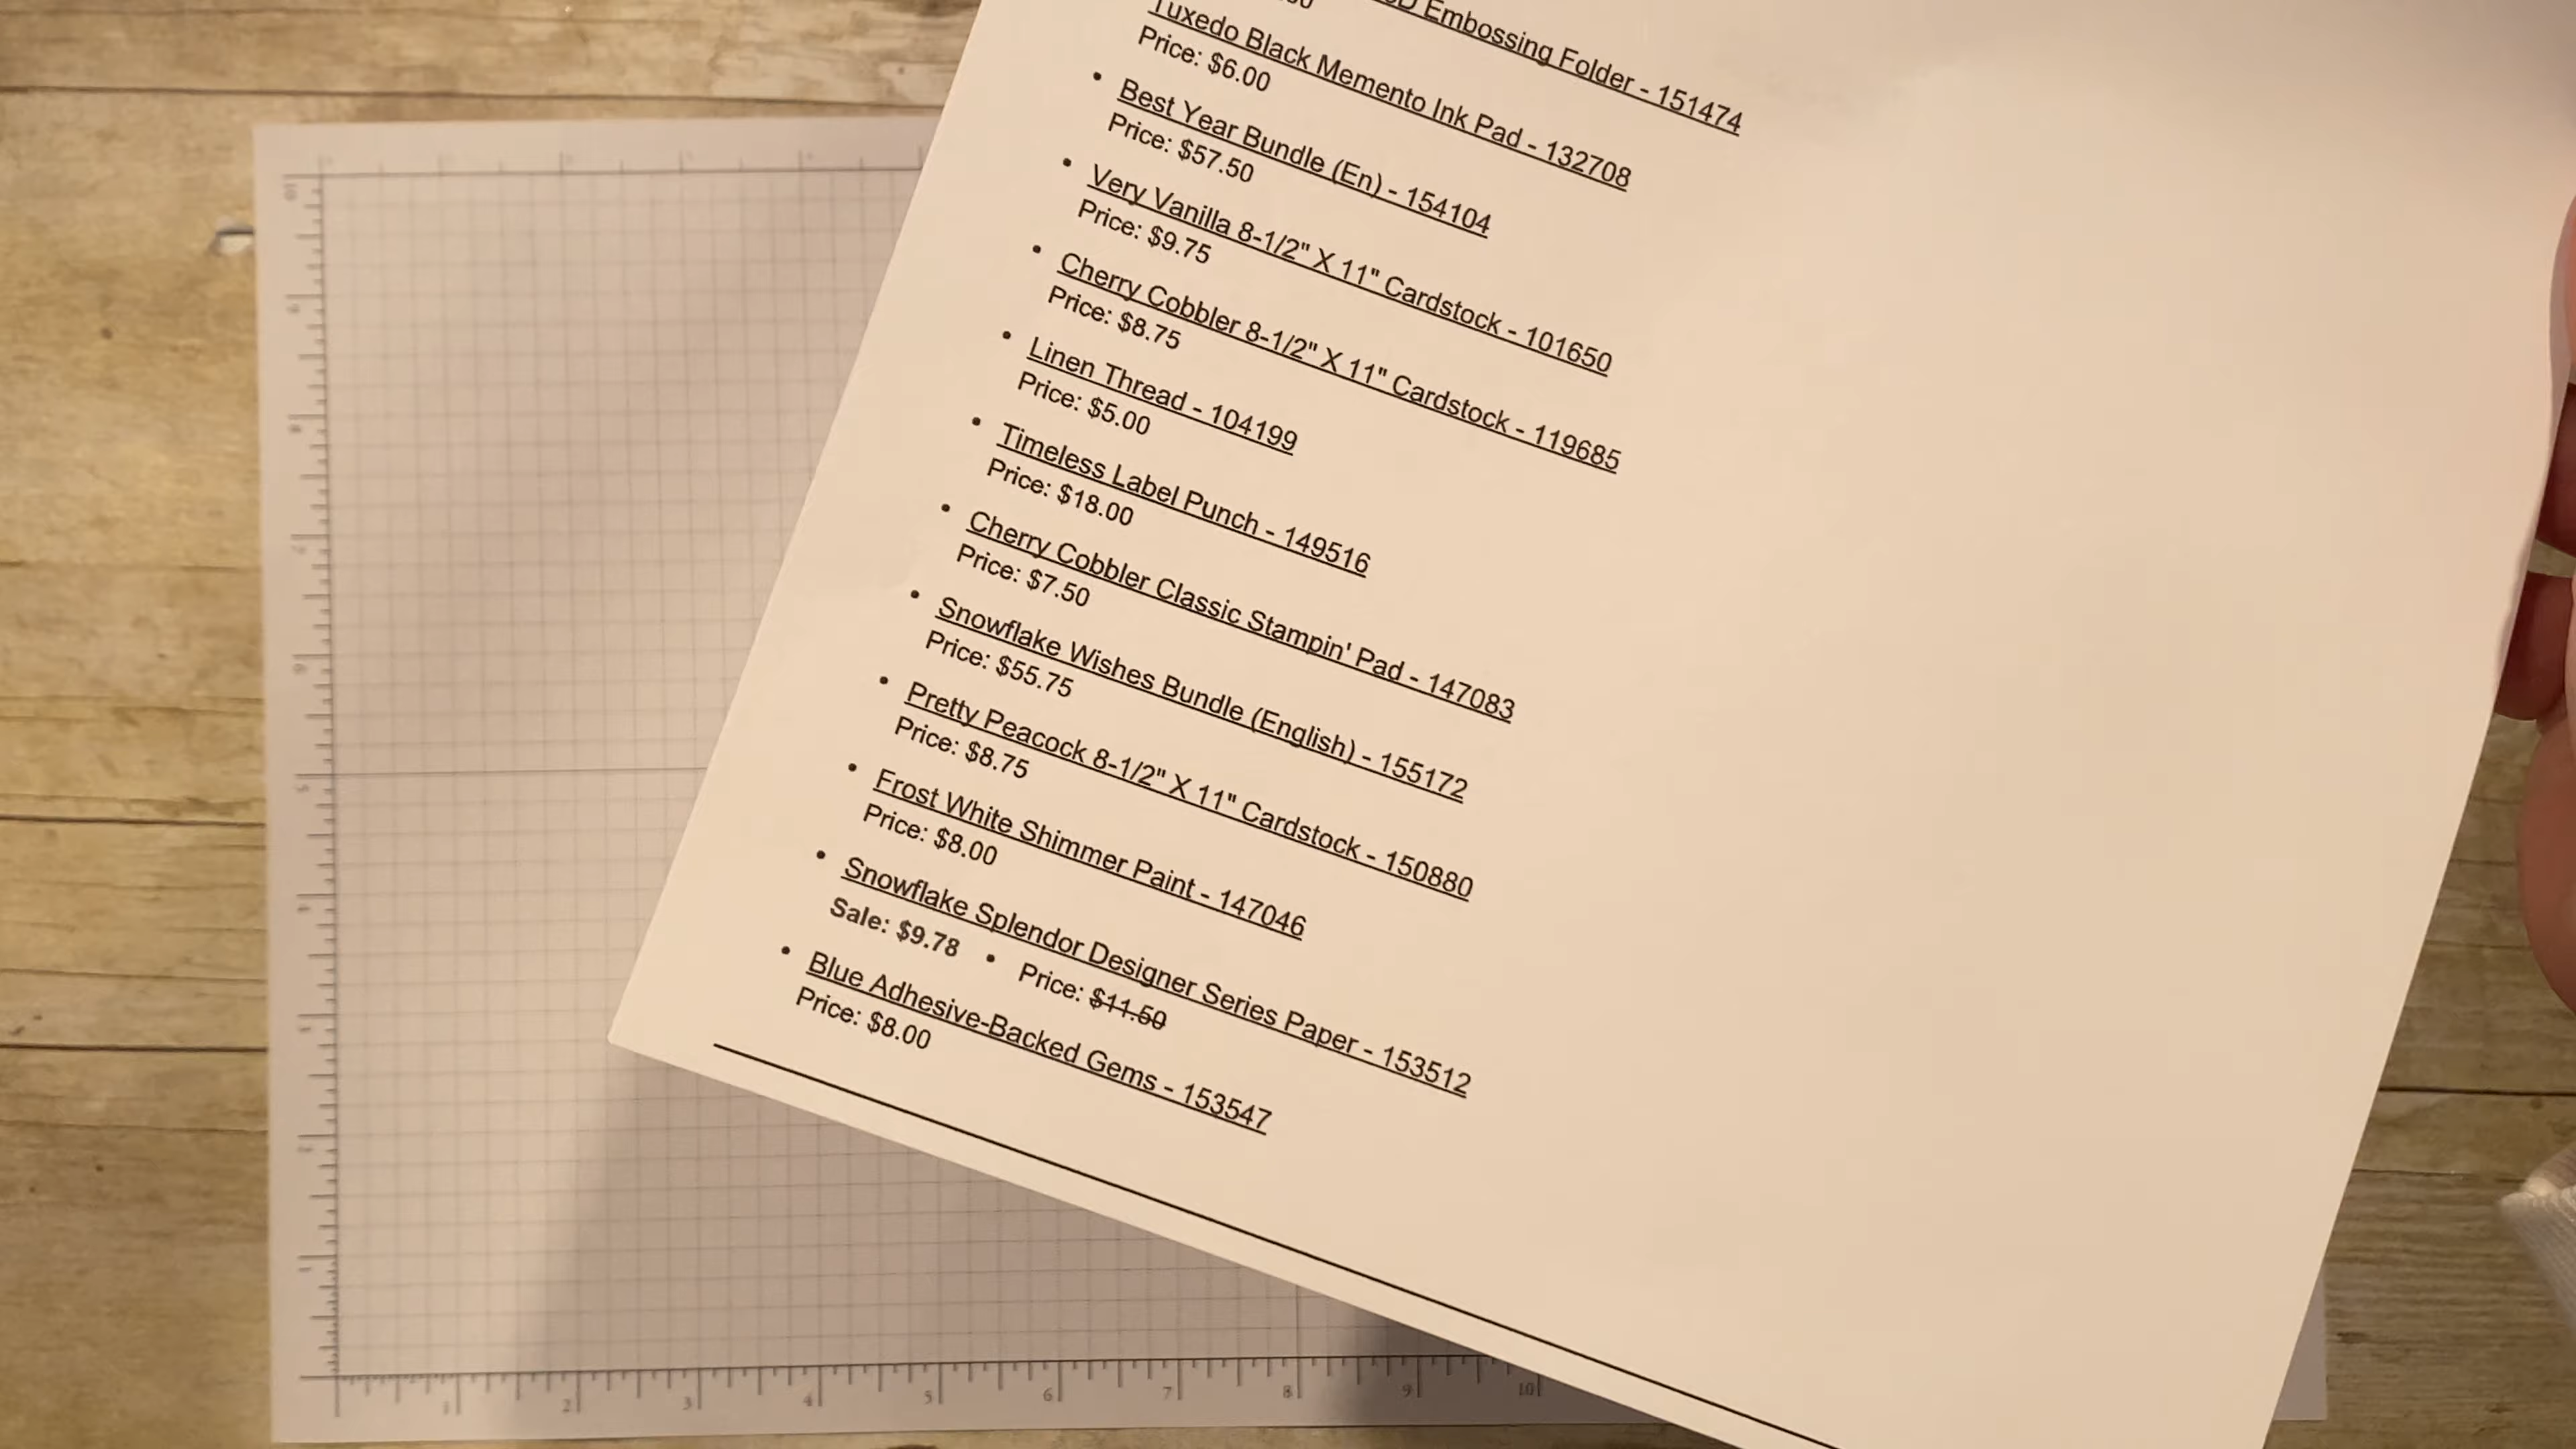 Embossing Folder - 151474
Tuxedo Black Memento Ink Pad - 132708
Price: $6.00
• Best Year Bundle (En) - 154104
Price: $57.50
• Very Vanilla 8-1/2" X 11" Cardstock - 101650
Price: $9.75
• Cherry Cobbler 8-1/2" X 11" Cardstock - 119685
Price: $8.75
• Linen Thread - 104199
Price: $5.00
• Timeless Label Punch - 149516
Price: $18.00
• Cherry Cobbler Classic Stampin' Pad - 147083
Price: $7.50
• Snowflake Wishes Bundle (English) - 155172
Price: $55.75
• Pretty Peacock 8-1/2" X 11" Cardstock - 150880
Price: $8.75
• Frost White Shimmer Paint - 147046
Price: $8.00
• Snowflake Splendor Designer Series Paper - 153512
Sale: $9.78 • Price: $11.50
• Blue Adhesive-Backed Gems - 153547
Price: $8.00
1 2 3 4 5 6 7 8 9 10